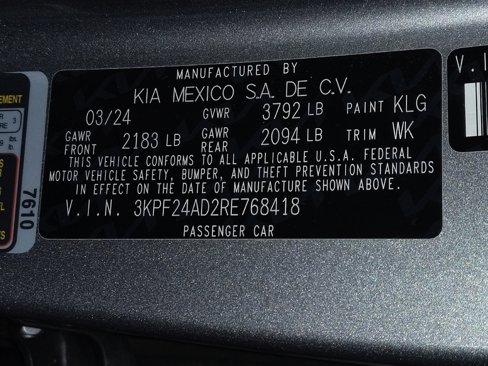 MANUFACTURED BY
KIA MEXICO S.A. DE C.V.
03/24 GVWR 3792 LB PAINT KLG
GAWR FRONT 2183 LB GAWR REAR 2094 LB TRIM WK
THIS VEHICLE CONFORMS TO ALL APPLICABLE U.S.A. FEDERAL
MOTOR VEHICLE SAFETY, BUMPER, AND THEFT PREVENTION STANDARDS
IN EFFECT ON THE DATE OF MANUFACTURE SHOWN ABOVE.
V.I.N. 3KPF24AD2RE768418
PASSENGER CAR
7610
V.I